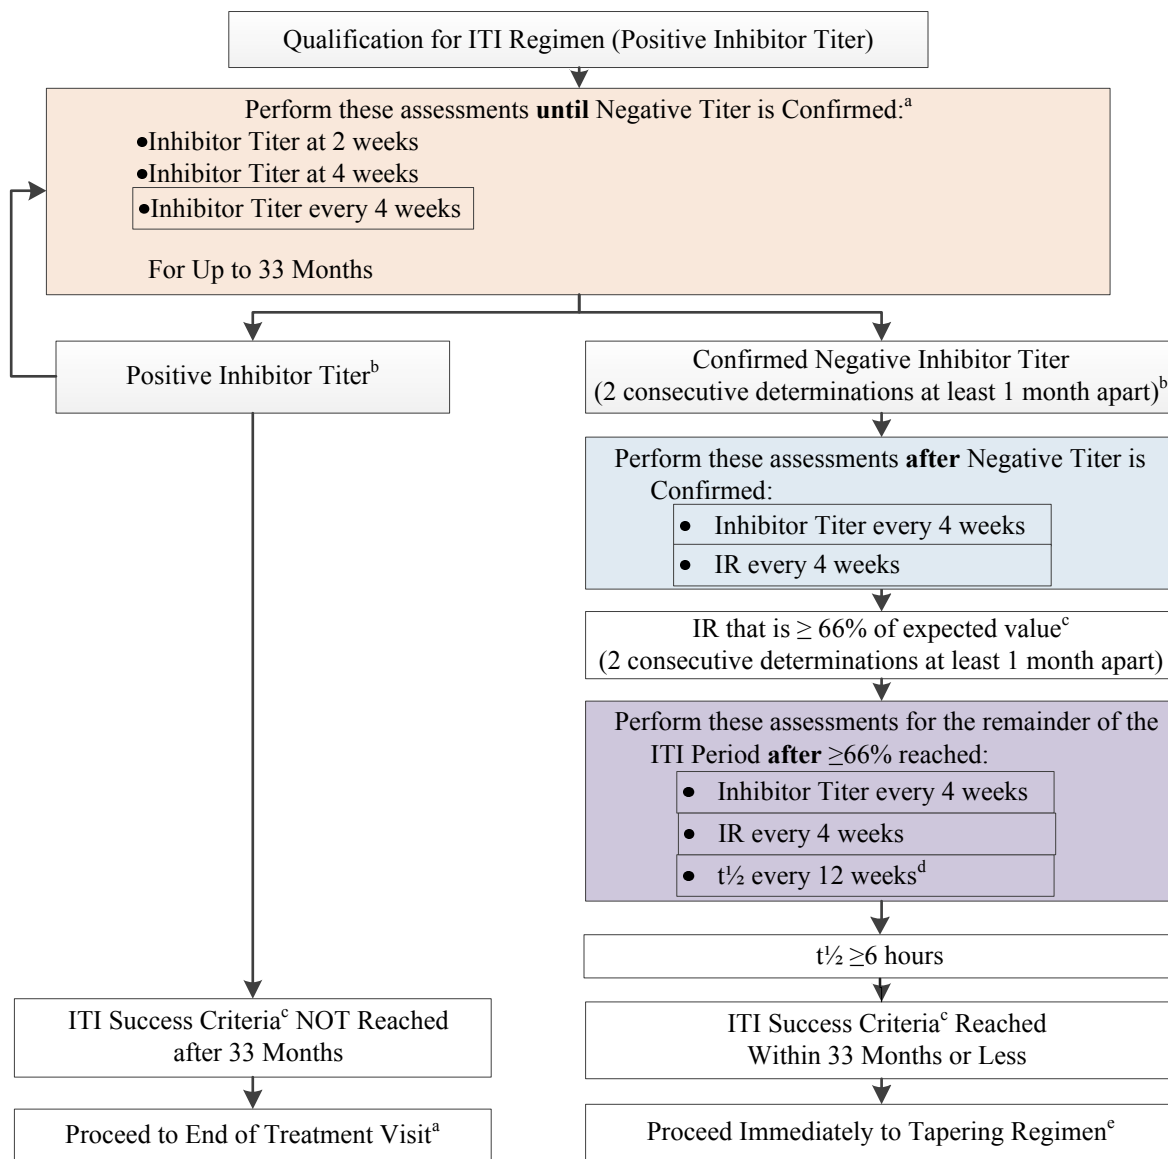 Qualification for ITI Regimen (Positive Inhibitor Titer)
Perform these assessments until Negative Titer is Confirmed:ᵃ
•Inhibitor Titer at 2 weeks
•Inhibitor Titer at 4 weeks
•Inhibitor Titer every 4 weeks
For Up to 33 Months
Positive Inhibitor Titerᵇ
Confirmed Negative Inhibitor Titer
(2 consecutive determinations at least 1 month apart)ᵇ
Perform these assessments after Negative Titer is
Confirmed:
• Inhibitor Titer every 4 weeks
• IR every 4 weeks
IR that is ≥ 66% of expected valueᶜ
(2 consecutive determinations at least 1 month apart)
Perform these assessments for the remainder of the
ITI Period after ≥66% reached:
• Inhibitor Titer every 4 weeks
• IR every 4 weeks
• t½ every 12 weeksᵈ
t½ ≥6 hours
ITI Success Criteriaᶜ NOT Reached
after 33 Months
ITI Success Criteriaᶜ Reached
Within 33 Months or Less
Proceed to End of Treatment Visitᵃ
Proceed Immediately to Tapering Regimenᵉ